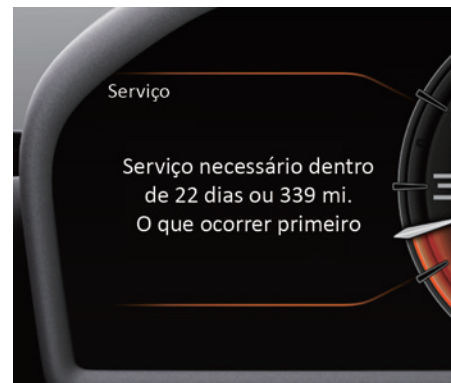 Serviço
Serviço necessário dentro
de 22 dias ou 339 mi.
O que ocorrer primeiro